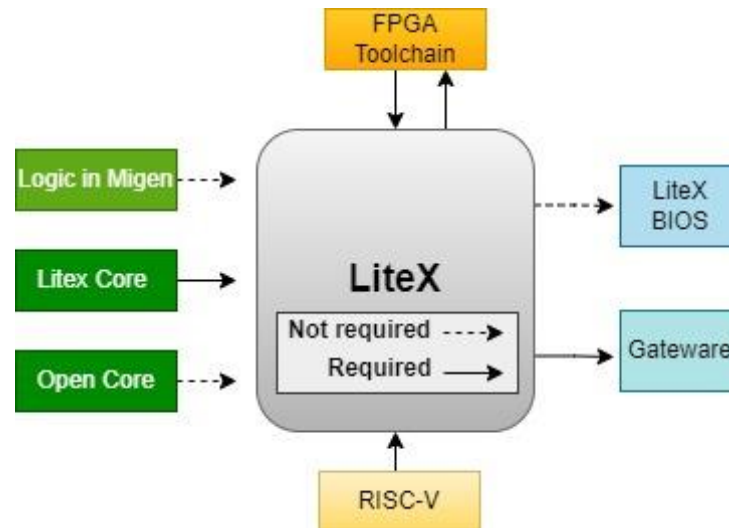 FPGA
Toolchain
Logic in Migen
LiteX
BIOS
Litex Core
LiteX
Not required
Required
Gateware
Open Core
RISC-V